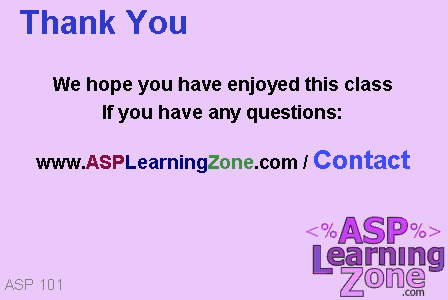 Thank You
We hope you have enjoyed this class
If you have any questions:
www.ASPLearningZone.com / Contact
<%ASP%>
Learning
Zone
.com
ASP 101